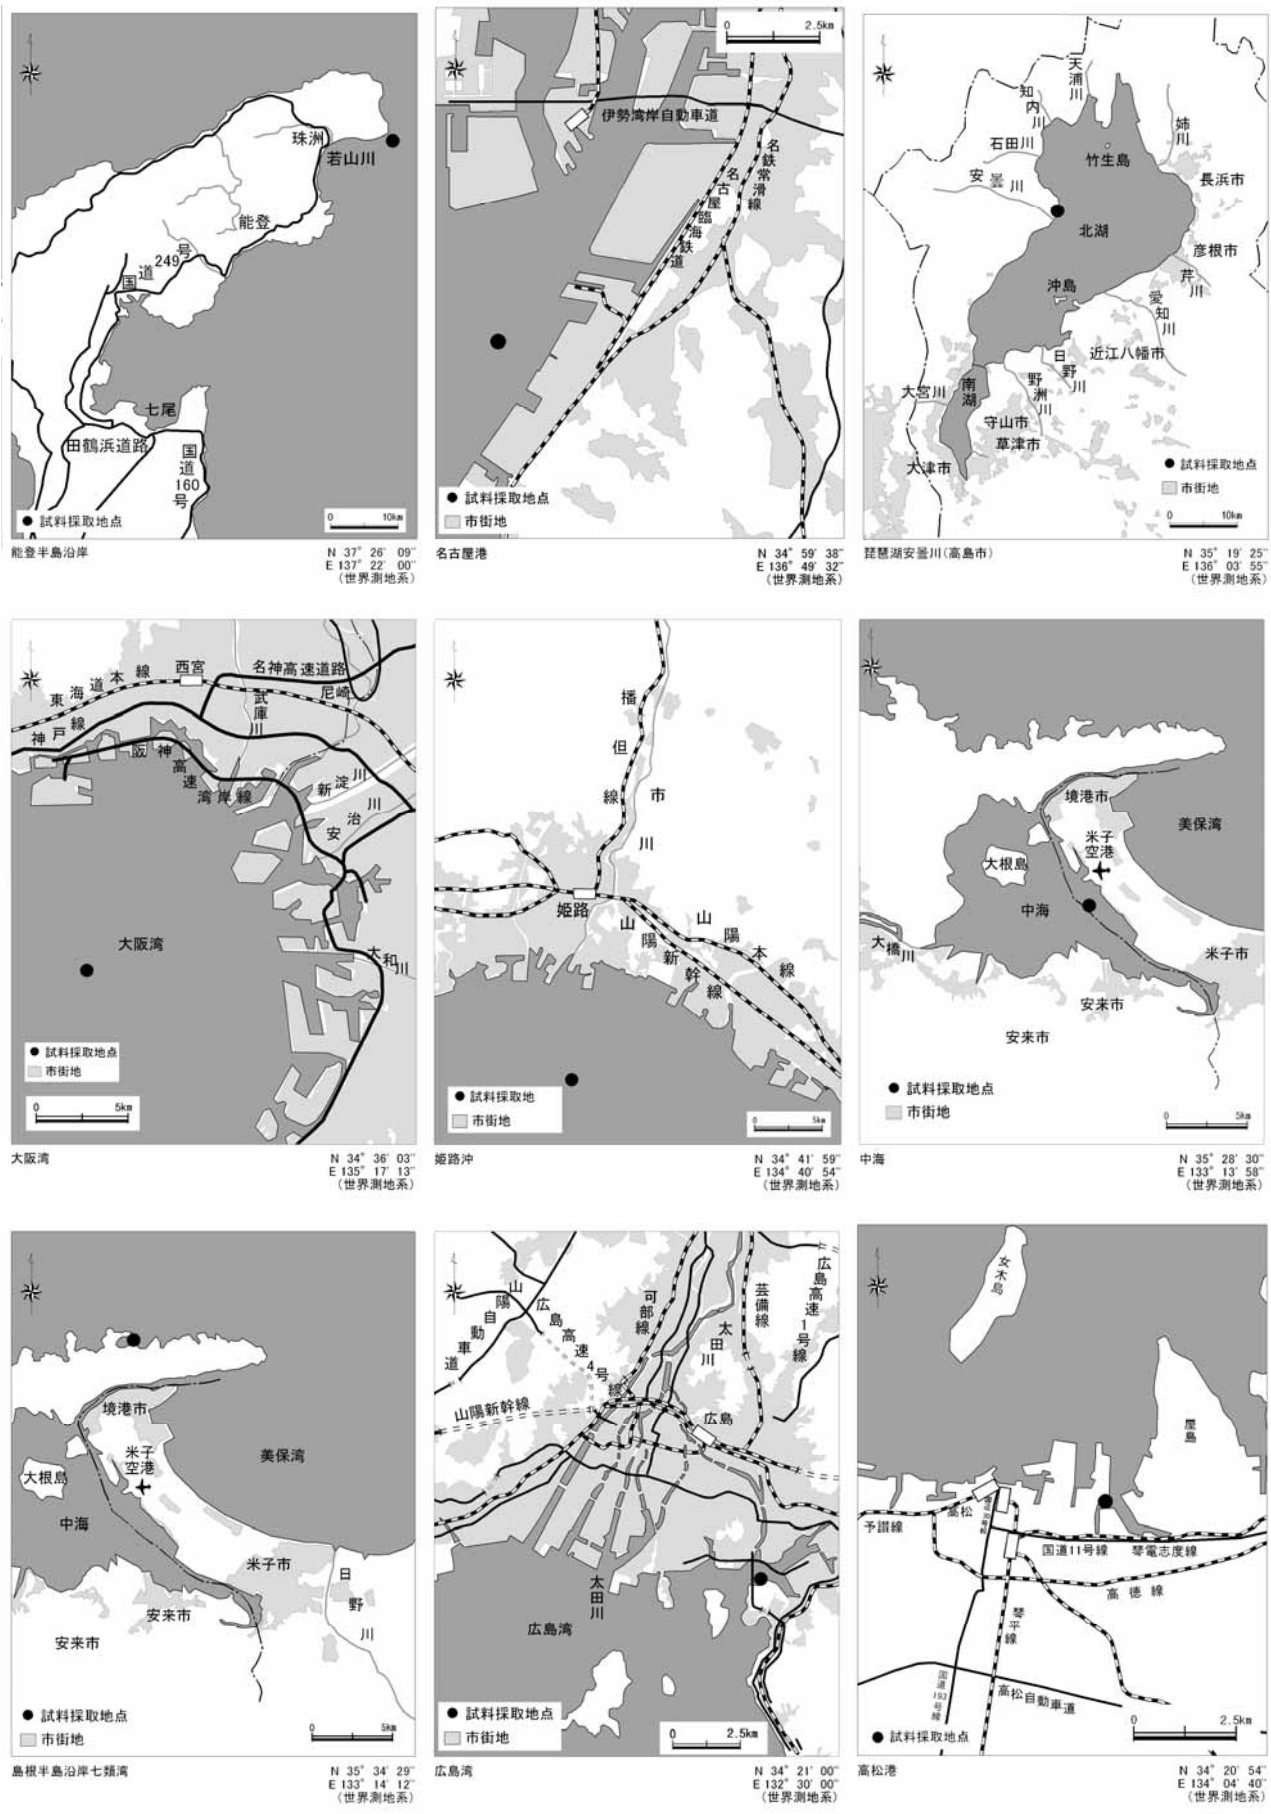 珠洲
若山川
能登
249号
国道
七尾
田鶴浜道路
国道160号
試料採取地点
0 10km
能登半島沿岸
N 37° 26′ 09″
E 137° 22′ 00″
(世界測地系)
0 2.5km
伊勢湾岸自動車道
名鉄常滑線
名古屋臨海鉄道
試料採取地点
市街地
名古屋港
N 34° 59′ 38″
E 136° 49′ 32″
(世界測地系)
天浦川
知内川
石田川
安曇川
姉川
竹生島
長浜市
北湖
彦根市
芹川
沖島
愛知川
近江八幡市
日野川
野洲川
大宮川
南湖
守山市
草津市
大津市
試料採取地点
市街地
0 10km
琵琶湖安曇川(高島市)
N 35° 19′ 25″
E 136° 03′ 55″
(世界測地系)
東海道本線
西宮
名神高速道路
尼崎
神戸線
武庫川
阪神高速湾岸線
新淀川
安治川
大阪湾
大和川
試料採取地点
市街地
0 5km
大阪湾
N 34° 36′ 03″
E 135° 17′ 13″
(世界測地系)
播但線
市川
姫路
山陽本線
山陽新幹線
試料採取地
市街地
0 5km
姫路沖
N 34° 41′ 59″
E 134° 40′ 54″
(世界測地系)
境港市
美保湾
米子空港
大根島
中海
大橋川
米子市
安来市
安来市
試料採取地点
市街地
0 5km
中海
N 35° 28′ 30″
E 133° 13′ 58″
(世界測地系)
境港市
美保湾
米子空港
大根島
中海
米子市
日野川
安来市
安来市
試料採取地点
市街地
0 5km
島根半島沿岸七類湾
N 35° 34′ 29″
E 133° 14′ 12″
(世界測地系)
山陽自動車道
広島高速4号線
可部線
太田川
芸備線
広島高速1号線
山陽新幹線
広島
太田川
広島湾
試料採取地点
市街地
0 2.5km
広島湾
N 34° 21′ 00″
E 132° 30′ 00″
(世界測地系)
女木島
屋島
高松
予讃線
国道11号線
琴電志度線
高徳線
琴平線
国道193号線
高松自動車道
試料採取地点
0 2.5km
高松港
N 34° 20′ 54″
E 134° 04′ 40″
(世界測地系)